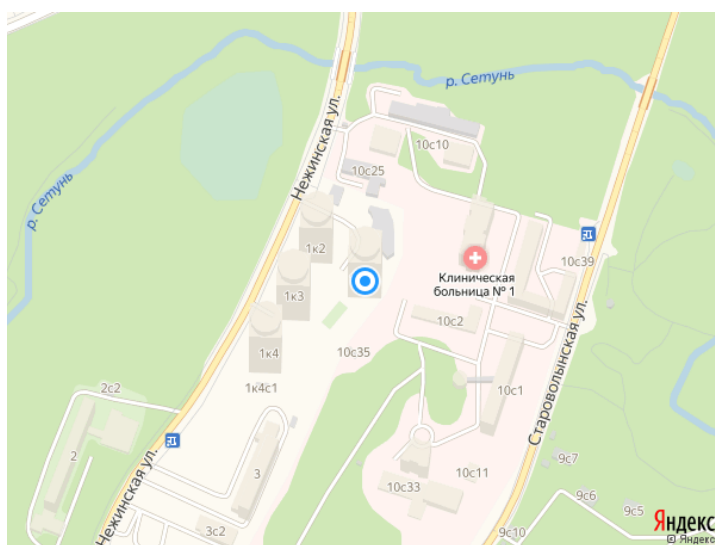 р. Сетунь
Нежинская ул.
10с10
10с25
р. Сетунь
1к2
10с39
Клиническая
больница № 1
1к3
10с2
1к4
10с35
1к4с1
2с2
10с1
Староволынская ул.
2
3
9с7
10с11
10с33
9с6
9с5
Нежинская ул.
3с2
9с10
Яндекс
© Яндекс